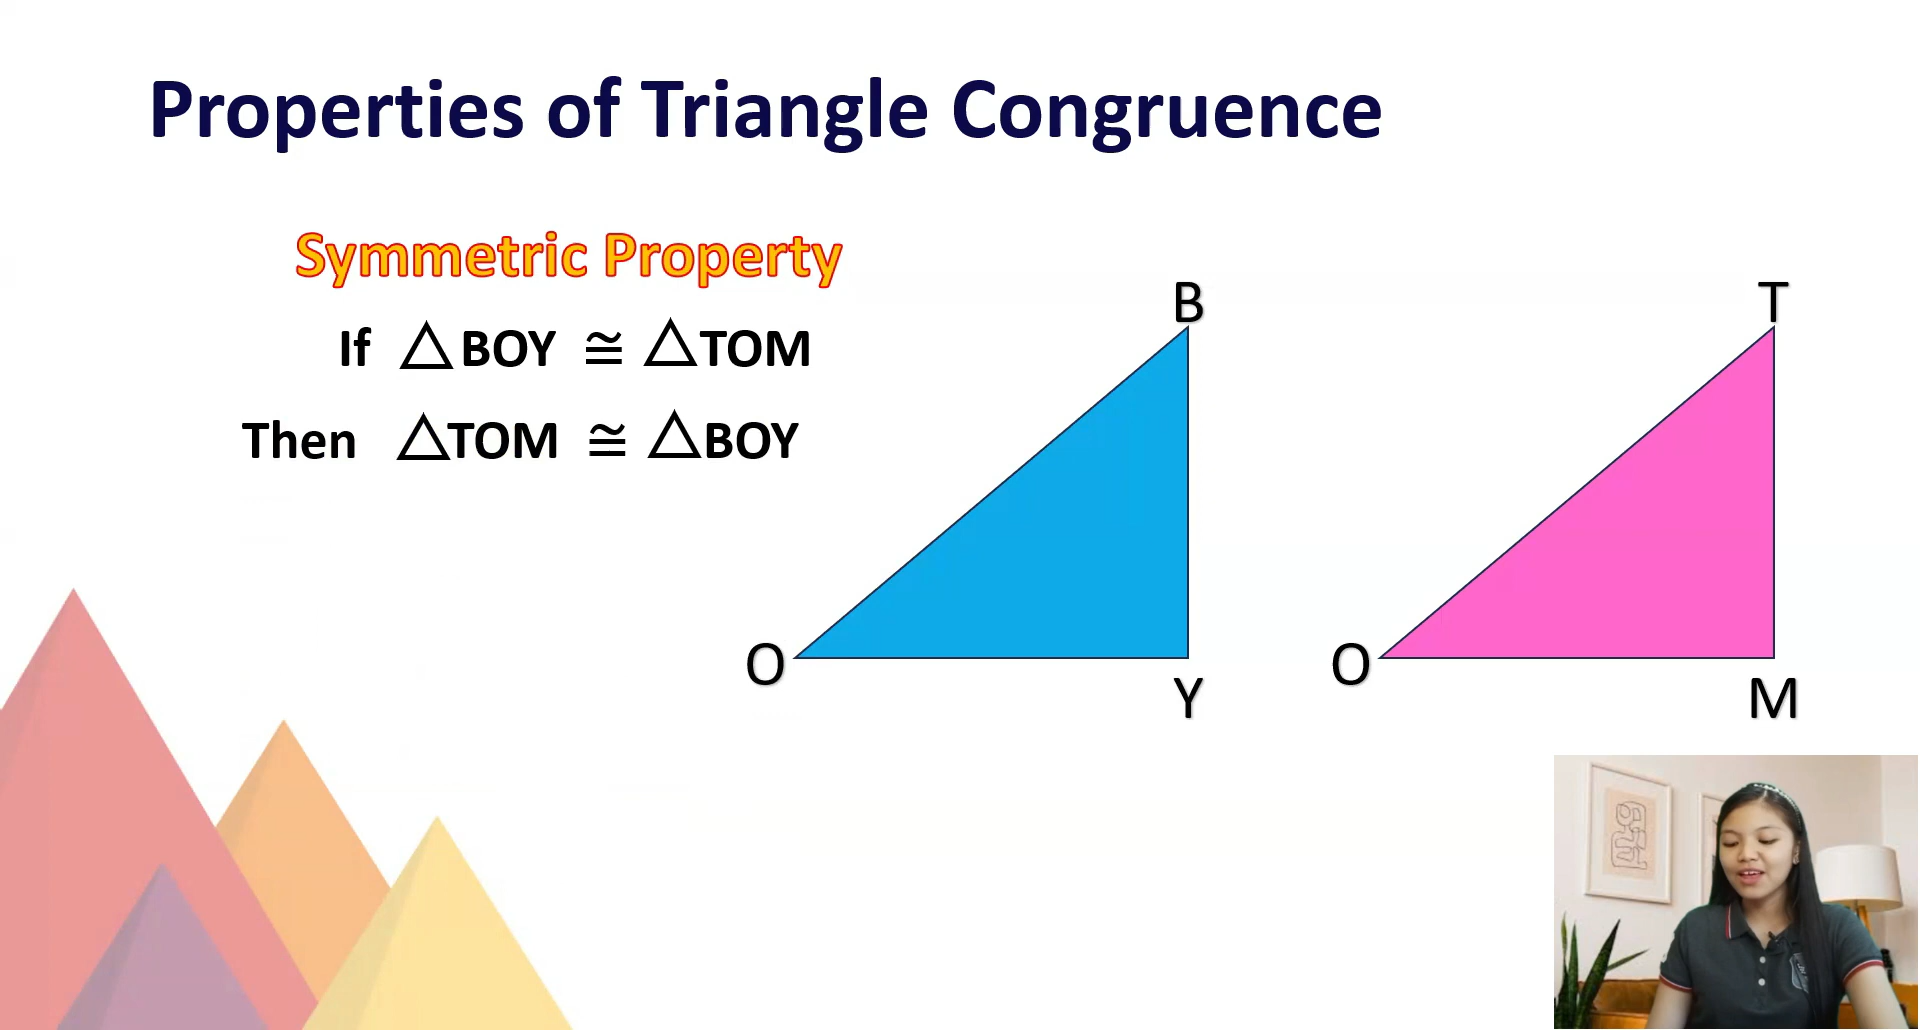 Properties of Triangle Congruence
Symmetric Property
If △BOY ≅ △TOM
Then △TOM ≅ △BOY
B
T
O
O
Y
M